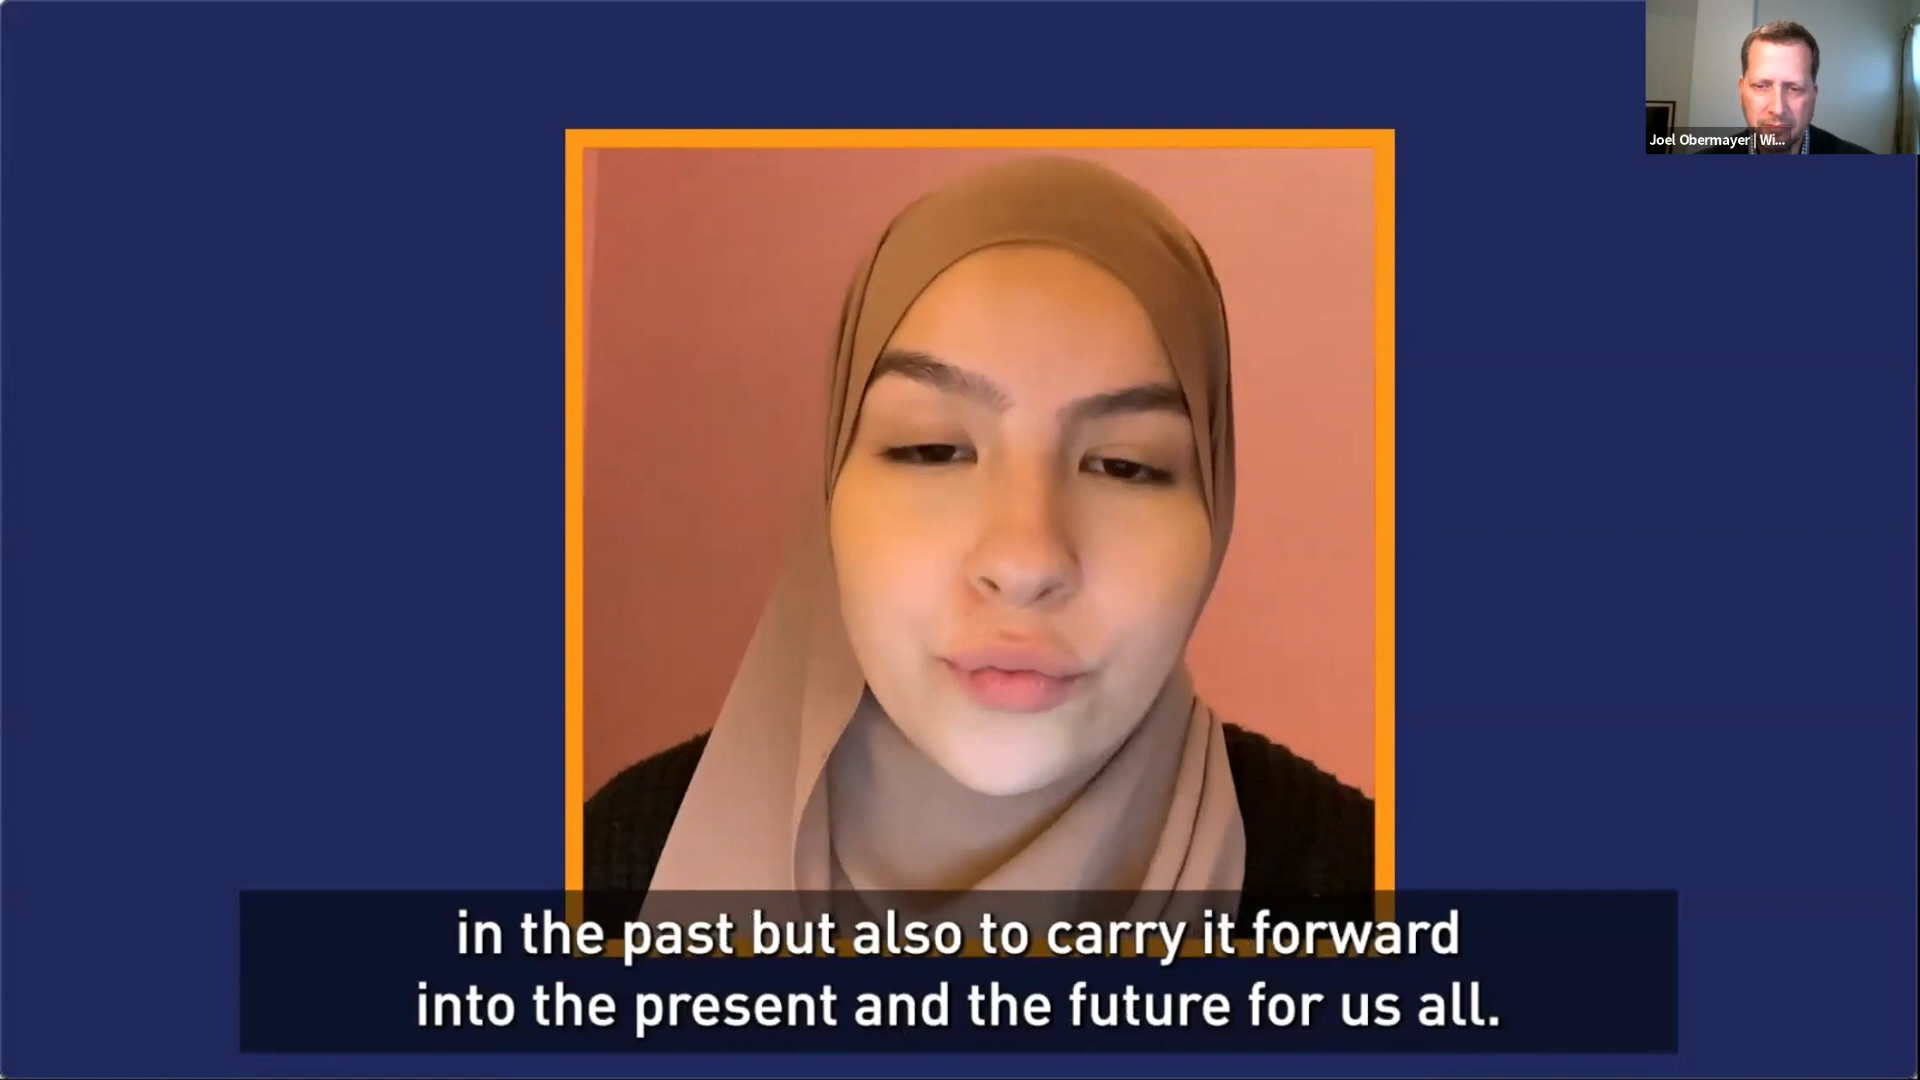 Joel Obermayer | Wi...
in the past but also to carry it forward
into the present and the future for us all.